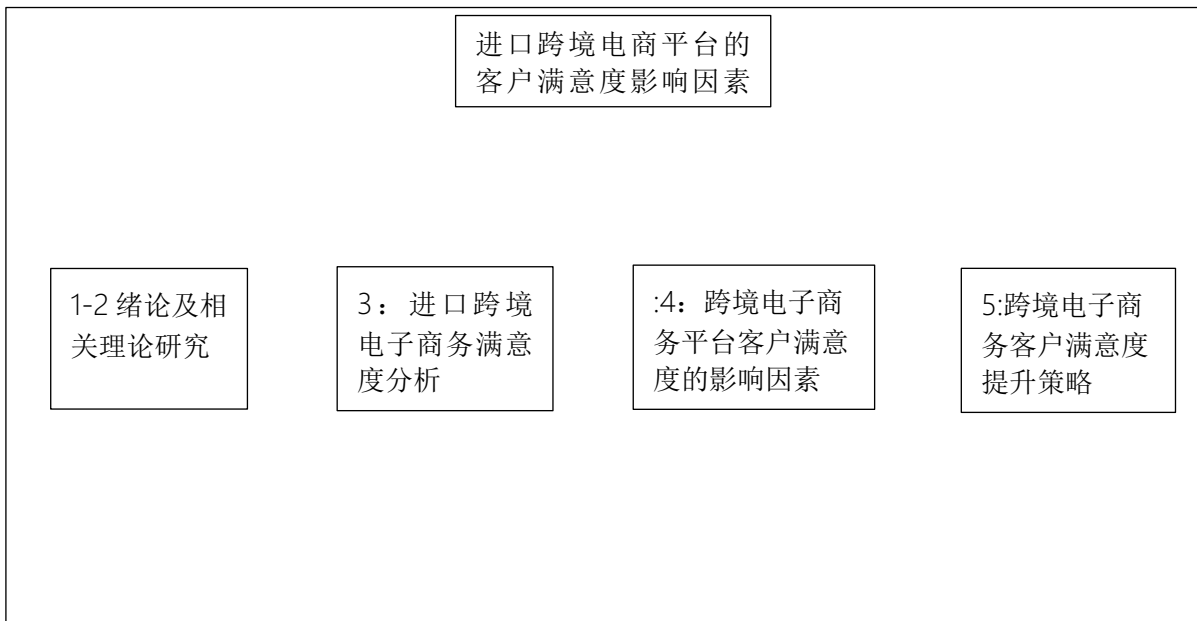 进口跨境电商平台的
客户满意度影响因素
1-2 绪论及相
关理论研究
3：进口跨境
电子商务满意
度分析
:4：跨境电子商
务平台客户满意
度的影响因素
5:跨境电子商
务客户满意度
提升策略